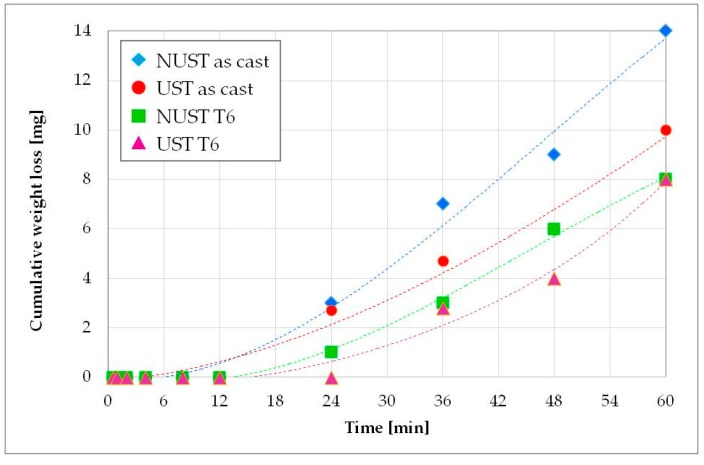 14
12
10
8
6
4
2
0
Cumulative weight loss [mg]
NUST as cast
UST as cast
NUST T6
UST T6
0 6 12 18 24 30 36 42 48 54 60
Time [min]